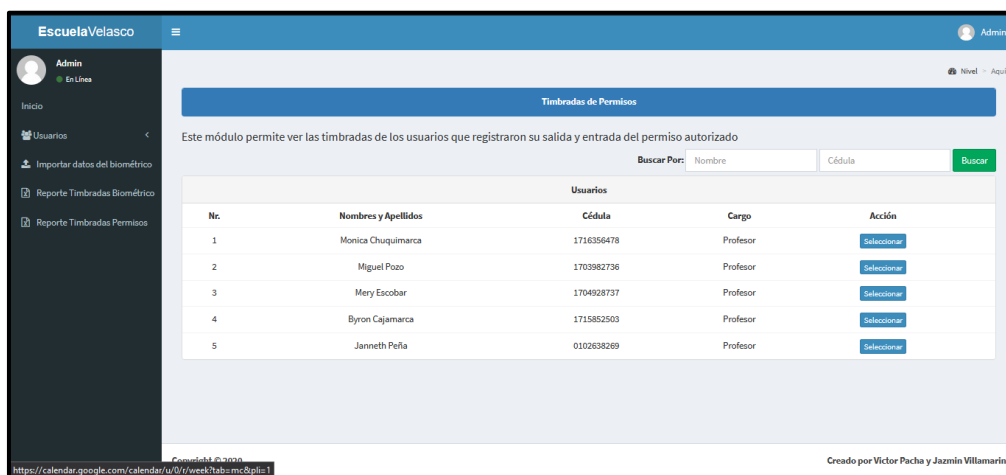 EscuelaVelasco
Admin
Admin
En Línea
Nivel > Aquí
Inicio
Timbradas de Permisos
Usuarios
Este módulo permite ver las timbradas de los usuarios que registraron su salida y entrada del permiso autorizado
Importar datos del biométrico
Buscar Por: Nombre Cédula Buscar
Reporte Timbradas Biométrico
Usuarios
Reporte Timbradas Permisos
Nr. Nombres y Apellidos Cédula Cargo Acción
1 Monica Chuquimarca 1716356478 Profesor Seleccionar
2 Miguel Pozo 1703982736 Profesor Seleccionar
3 Mery Escobar 1704928737 Profesor Seleccionar
4 Byron Cajamarca 1715852503 Profesor Seleccionar
5 Janneth Peña 0102638269 Profesor Seleccionar
Copyright © 2020
Creado por Victor Pacha y Jazmin Villamarin
https://calendar.google.com/calendar/u/0/r/week?tab=mc&pli=1